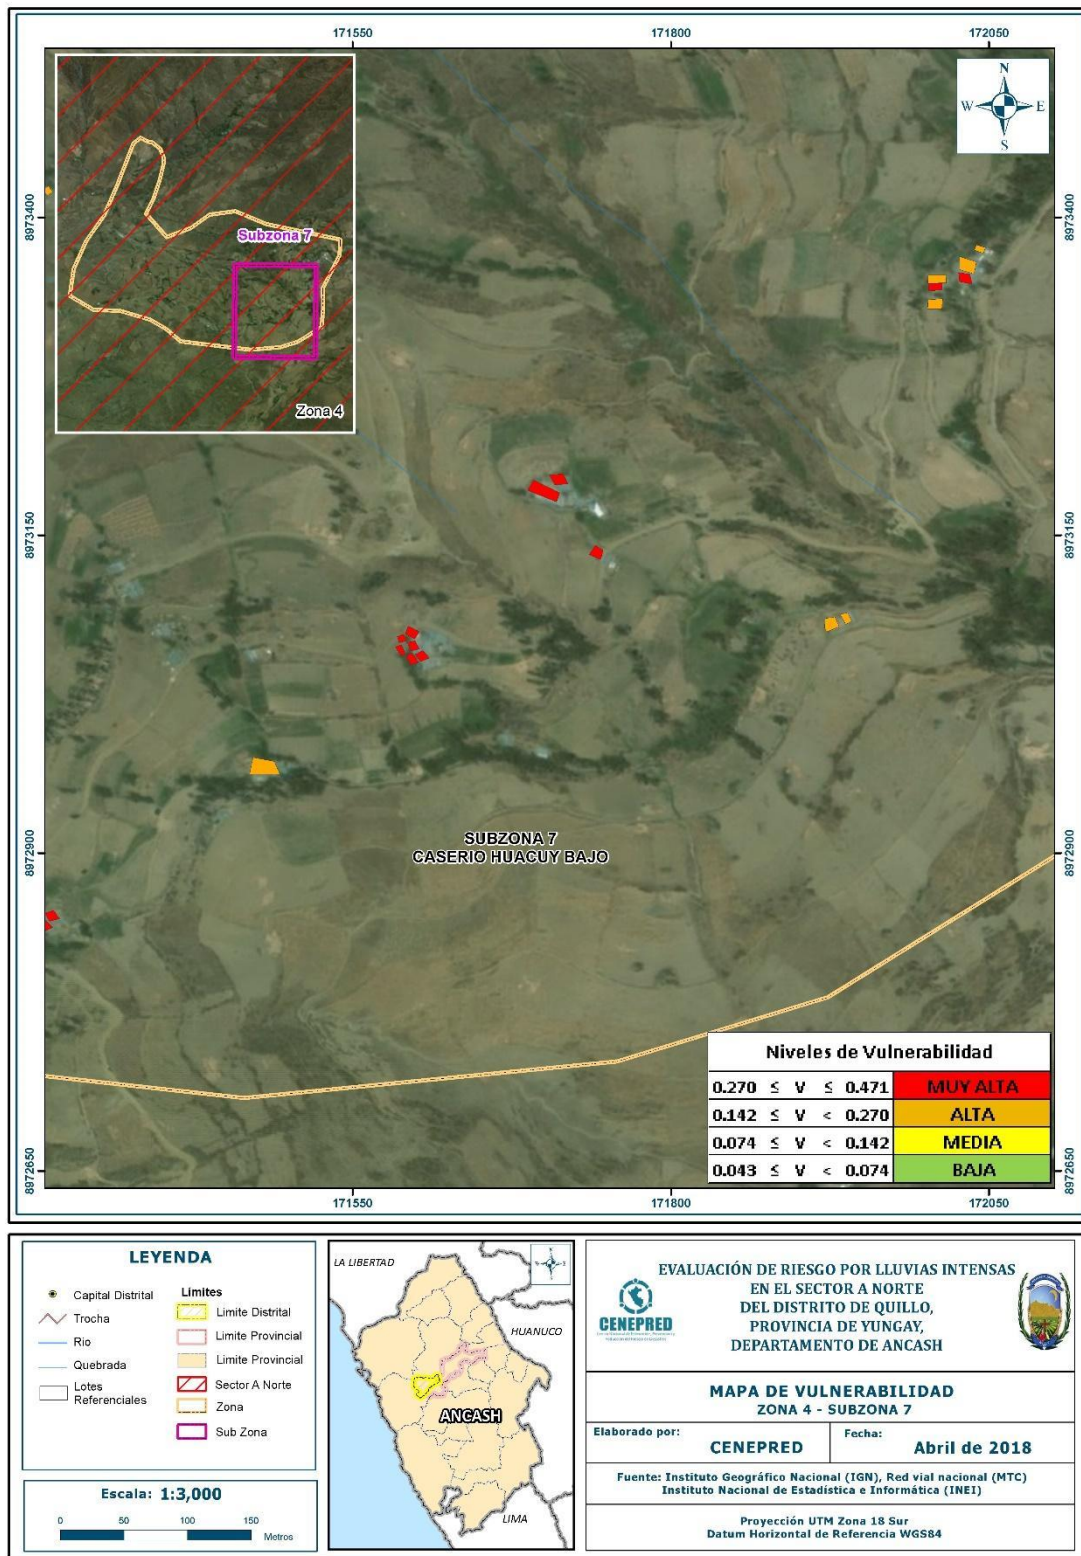 171550
171800
172050
N
W
E
S
8973400
8973400
Subzona 7
Zona 4
8973150
8973150
SUBZONA 7
CASERIO HUACUY BAJO
8972900
8972900
Niveles de Vulnerabilidad
0.270 ≤ V ≤ 0.471 MUY ALTA
0.142 ≤ V < 0.270 ALTA
0.074 ≤ V < 0.142 MEDIA
0.043 ≤ V < 0.074 BAJA
8972650
8972650
171550
171800
172050
LEYENDA
Capital Distrital
Trocha
Rio
Quebrada
Lotes
Referenciales
Limites
Limite Distrital
Limite Provincial
Limite Provincial
Sector A Norte
Zona
Sub Zona
Escala: 1:3,000
0 50 100 150
Metros
LA LIBERTAD
HUANUCO
ANCASH
LIMA
CENEPRED
EVALUACIÓN DE RIESGO POR LLUVIAS INTENSAS
EN EL SECTOR A NORTE
DEL DISTRITO DE QUILLO,
PROVINCIA DE YUNGAY,
DEPARTAMENTO DE ANCASH
MAPA DE VULNERABILIDAD
ZONA 4 - SUBZONA 7
Elaborado por:
CENEPRED
Fecha:
Abril de 2018
Fuente: Instituto Geográfico Nacional (IGN), Red vial nacional (MTC)
Instituto Nacional de Estadística e Informática (INEI)
Proyección UTM Zona 18 Sur
Datum Horizontal de Referencia WGS84